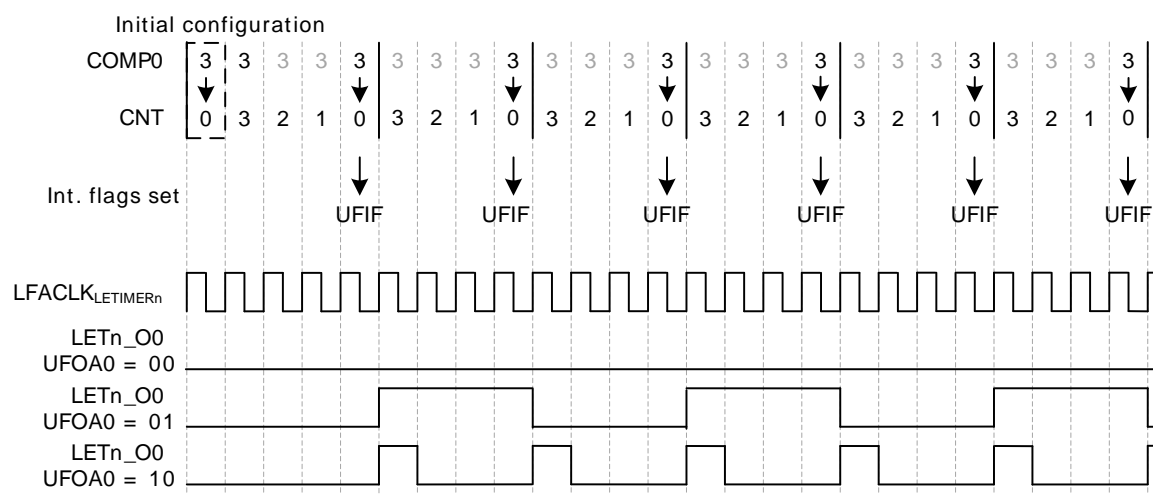 Initial configuration
COMP0 3 3 3 3 3 3 3 3 3 3 3 3 3 3 3 3 3 3 3 3 3 3 3 3 3
CNT 0 3 2 1 0 3 2 1 0 3 2 1 0 3 2 1 0 3 2 1 0 3 2 1 0
Int. flags set
UFIF UFIF UFIF UFIF UFIF UFIF
LFACLKLETIMERn
LETn_O0
UFOA0 = 00
LETn_O0
UFOA0 = 01
LETn_O0
UFOA0 = 10